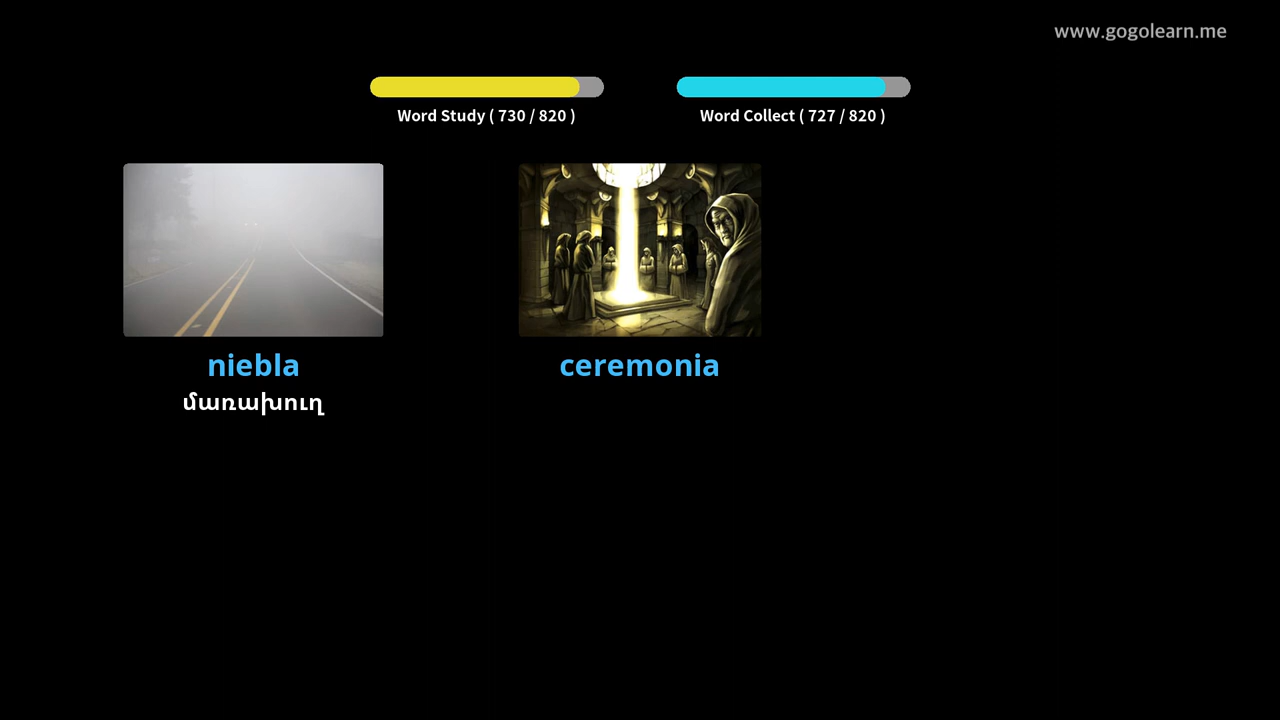 www.gogolearn.me
Word Study ( 730 / 820 )
Word Collect ( 727 / 820 )
niebla
մառախուղ
ceremonia